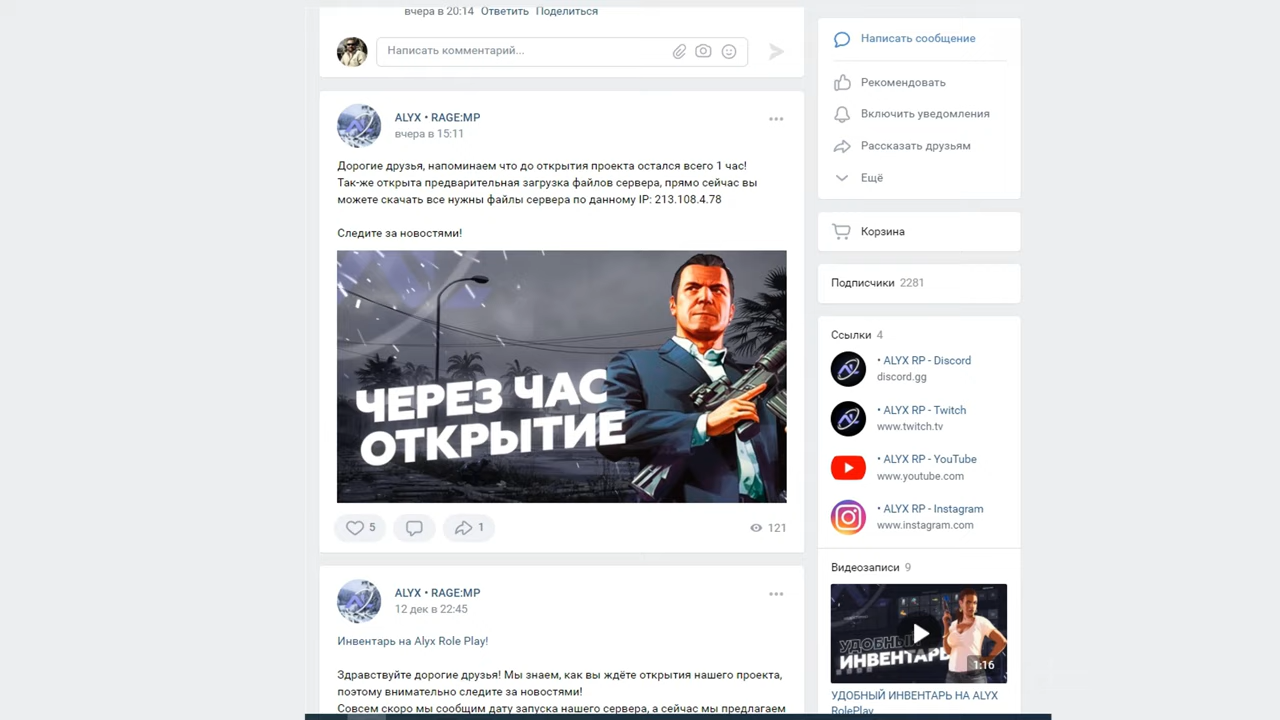 вчера в 20:14 Ответить Поделиться
Написать комментарий...
ALYX • RAGE:MP
вчера в 15:11
Дорогие друзья, напоминаем что до открытия проекта остался всего 1 час!
Так-же открыта предварительная загрузка файлов сервера, прямо сейчас вы
можете скачать все нужны файлы сервера по данному IP: 213.108.4.78
Следите за новостями!
ЧЕРЕЗ ЧАС
ОТКРЫТИЕ
5
1
121
ALYX • RAGE:MP
12 дек в 22:45
Инвентарь на Alyx Role Play!
Здравствуйте дорогие друзья! Мы знаем, как вы ждёте открытия нашего проекта,
поэтому внимательно следите за новостями!
Совсем скоро мы сообщим дату запуска нашего сервера, а сейчас мы предлагаем
Написать сообщение
Рекомендовать
Включить уведомления
Рассказать друзьям
Ещё
Корзина
Подписчики 2281
Ссылки 4
• ALYX RP - Discord
discord.gg
• ALYX RP - Twitch
www.twitch.tv
• ALYX RP - YouTube
www.youtube.com
• ALYX RP - Instagram
www.instagram.com
Видеозаписи 9
УДОБНЫЙ
ИНВЕНТАРЬ
1:16
УДОБНЫЙ ИНВЕНТАРЬ НА ALYX
RolePlay